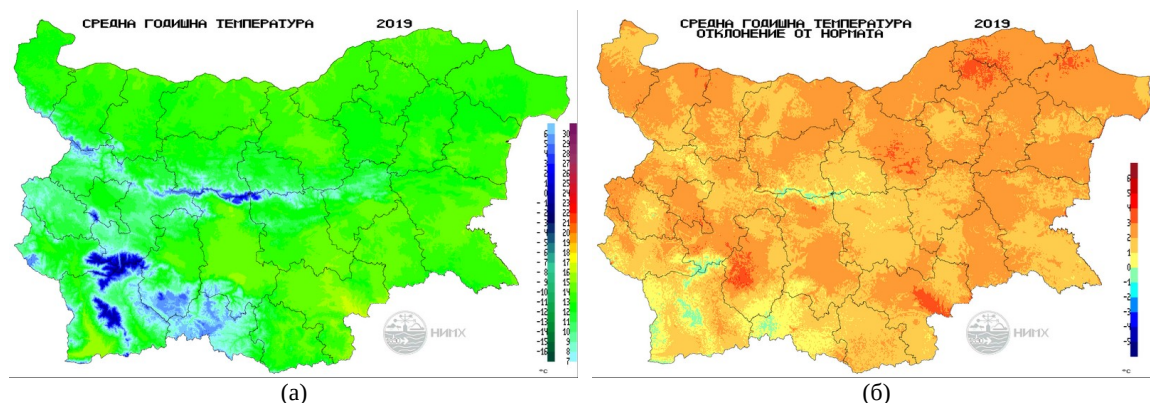 СРЕДНА ГОДИШНА ТЕМПЕРАТУРА 2019
НИМХ
°C
(а)
СРЕДНА ГОДИШНА ТЕМПЕРАТУРА 2019
ОТКЛОНЕНИЕ ОТ НОРМАТА
НИМХ
°C
(б)